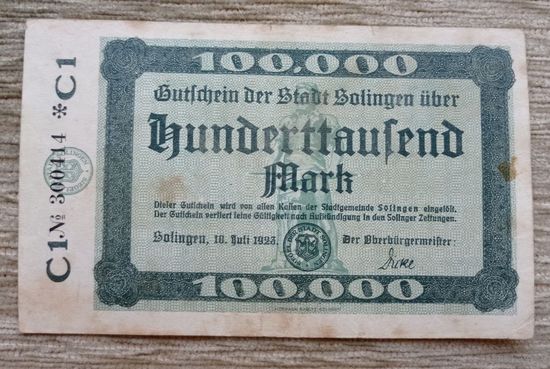 100.000
Gutschein der Stadt Solingen über
Hunderttausend
Mark
Dieser Gutschein wird von allen Kassen der Stadtgemeinde Solingen eingelöst.
Der Gutschein verliert seine Gültigkeit nach Aufkündigung in den Solinger Zeitungen.
Solingen, 10. Juli 1923.
Der Oberbürgermeister:
100.000
C1 № 300414 * C1